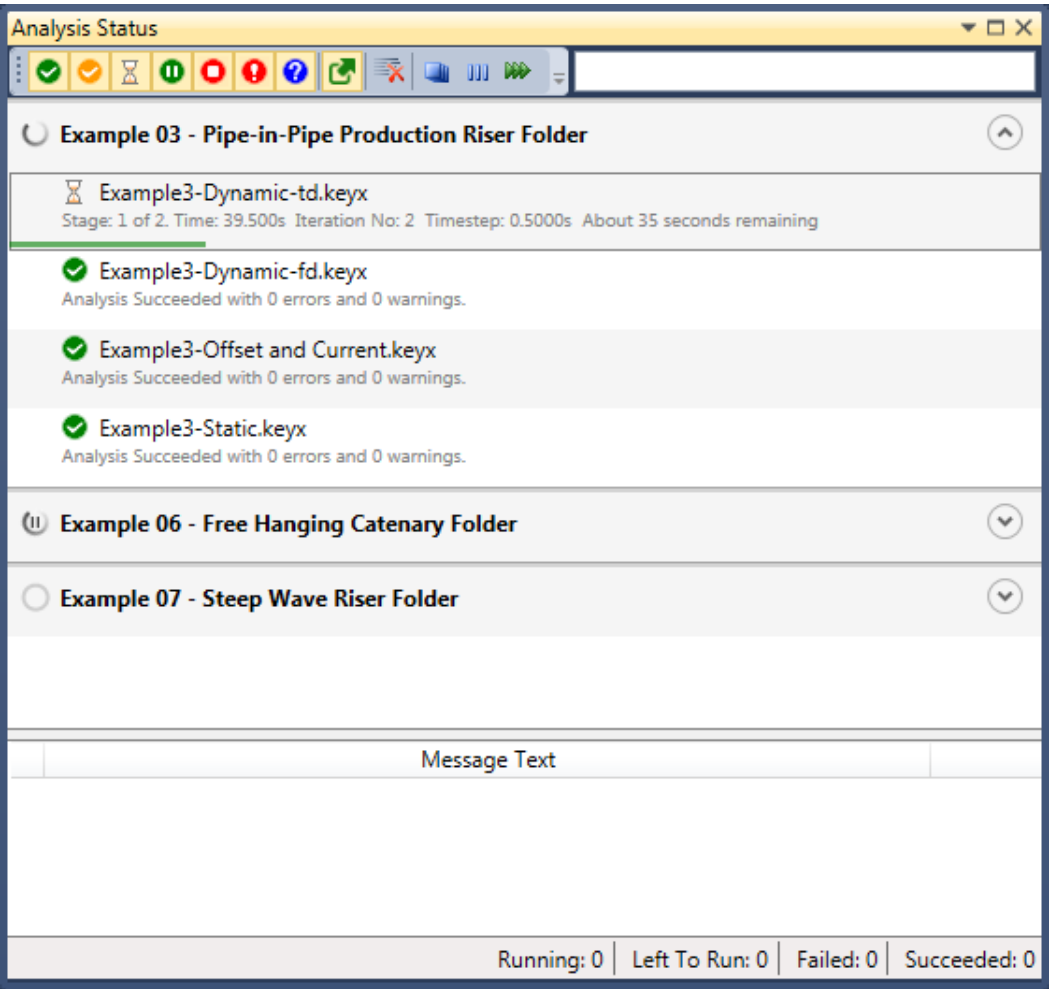 Analysis Status
Example 03 - Pipe-in-Pipe Production Riser Folder
Example3-Dynamic-td.keyx
Stage: 1 of 2. Time: 39.500s  Iteration No: 2  Timestep: 0.5000s  About 35 seconds remaining
Example3-Dynamic-fd.keyx
Analysis Succeeded with 0 errors and 0 warnings.
Example3-Offset and Current.keyx
Analysis Succeeded with 0 errors and 0 warnings.
Example3-Static.keyx
Analysis Succeeded with 0 errors and 0 warnings.
Example 06 - Free Hanging Catenary Folder
Example 07 - Steep Wave Riser Folder
Message Text
Running: 0 Left To Run: 0 Failed: 0 Succeeded: 0